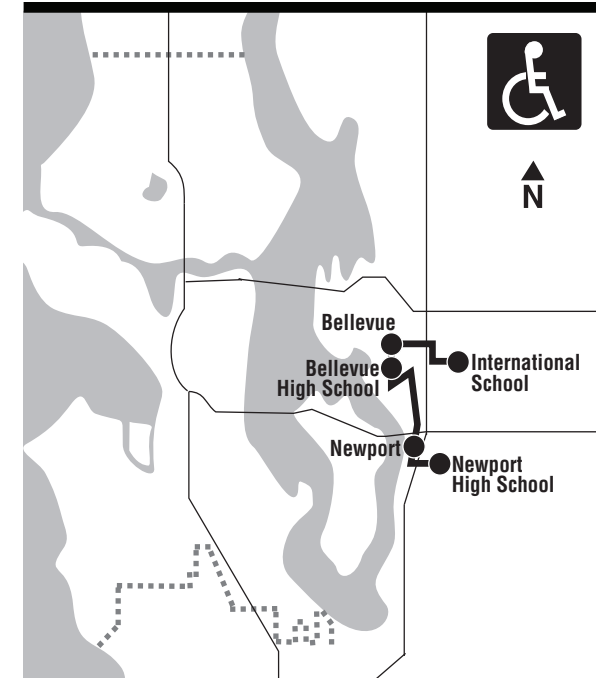 N
Bellevue
Bellevue
High School
International
School
Newport
Newport
High School